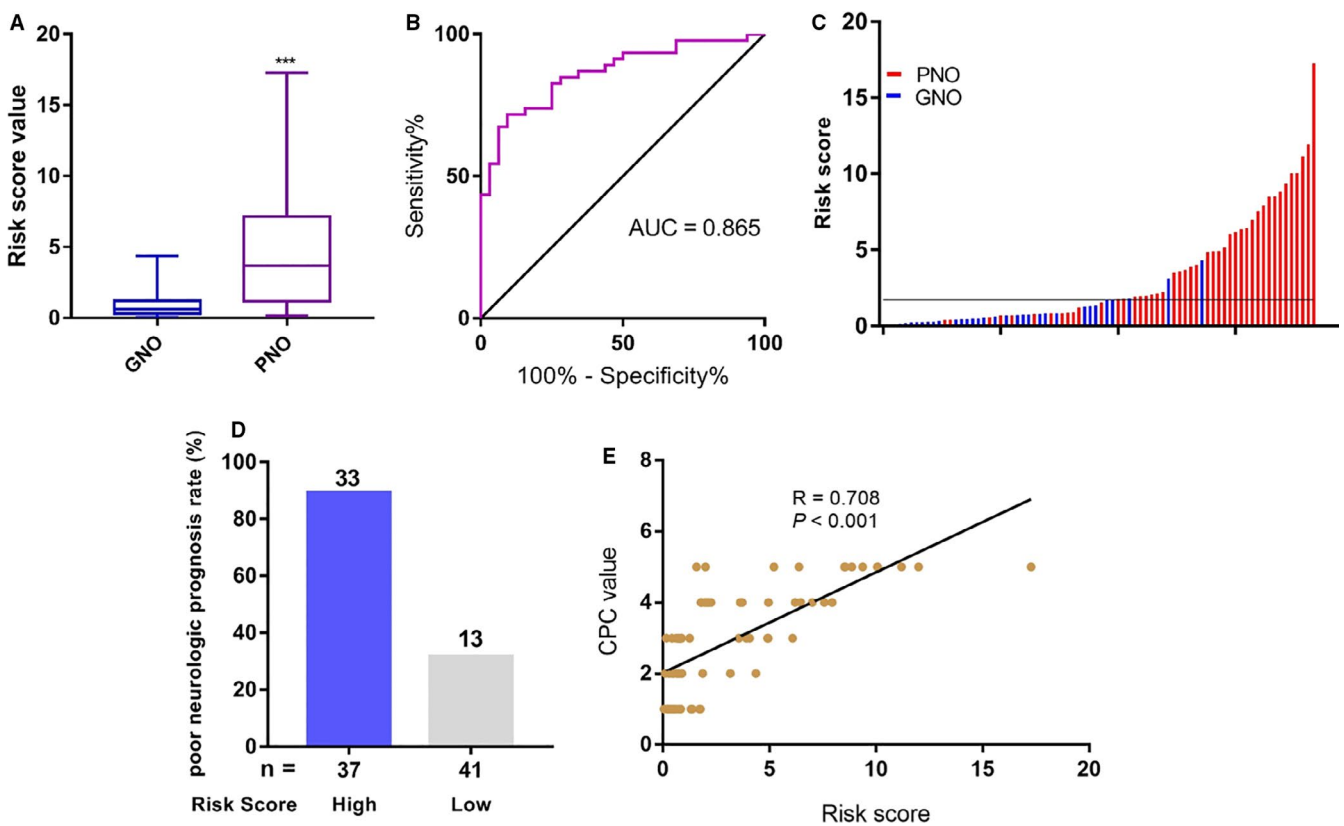 A
Risk score value
20
15
10
5
0
***
GNO
PNO
B
Sensitivity%
100
50
0
AUC = 0.865
0
50
100
100% - Specificity%
C
Risk score
20
15
10
5
0
PNO
GNO
D
poor neurologic prognosis rate (%)
100
80
60
40
20
0
33
13
n =
37
41
Risk Score
High
Low
E
CPC value
8
6
4
2
0
R = 0.708
P < 0.001
0
5
10
15
20
Risk score